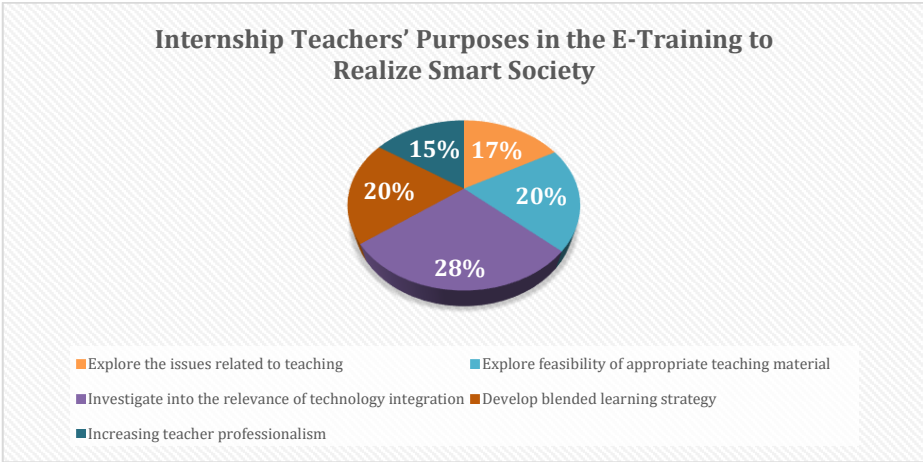 Internship Teachers’ Purposes in the E-Training to
Realize Smart Society
15% 17%
20% 20%
28%
Explore the issues related to teaching
Explore feasibility of appropriate teaching material
Investigate into the relevance of technology integration
Develop blended learning strategy
Increasing teacher professionalism